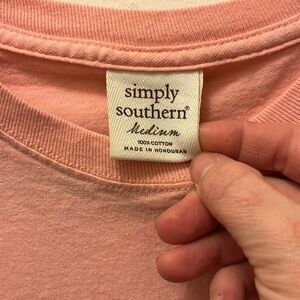 simply
southern®
Medium
100% COTTON
MADE IN HONDURAS